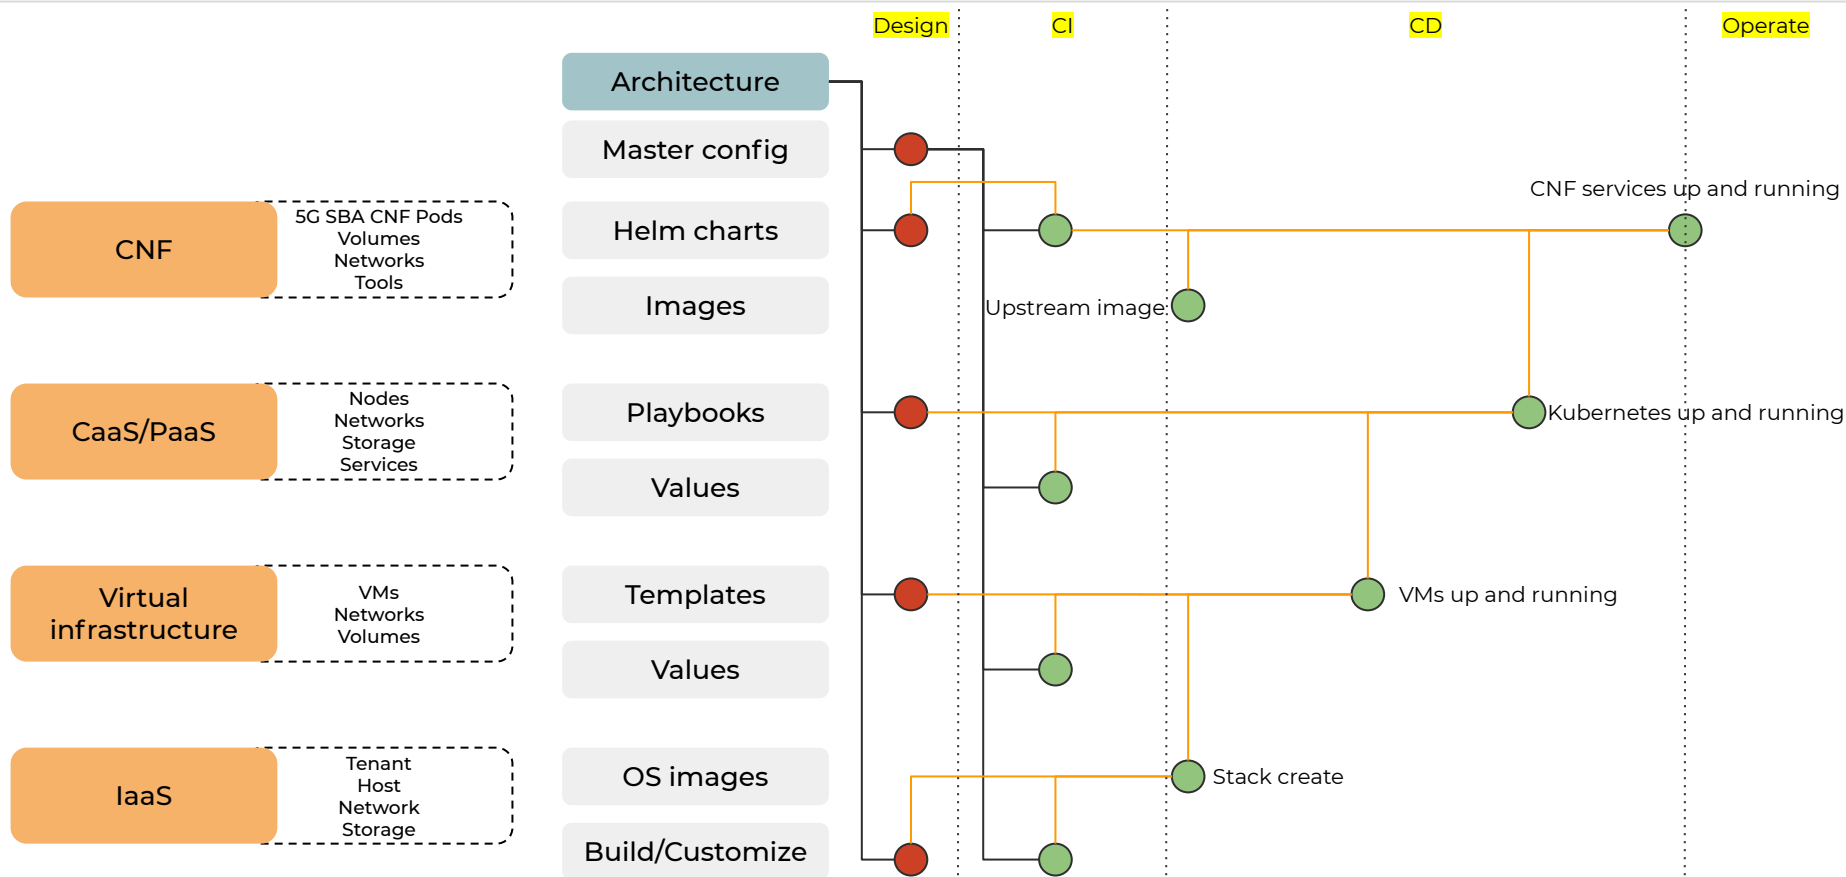 Design
CI
CD
Operate
Architecture
Master config
CNF services up and running
CNF
5G SBA CNF Pods
Volumes
Networks
Tools
Helm charts
Images
Upstream image
CaaS/PaaS
Nodes
Networks
Storage
Services
Playbooks
Kubernetes up and running
Values
Virtual
infrastructure
VMs
Networks
Volumes
Templates
VMs up and running
Values
IaaS
Tenant
Host
Network
Storage
OS images
Stack create
Build/Customize